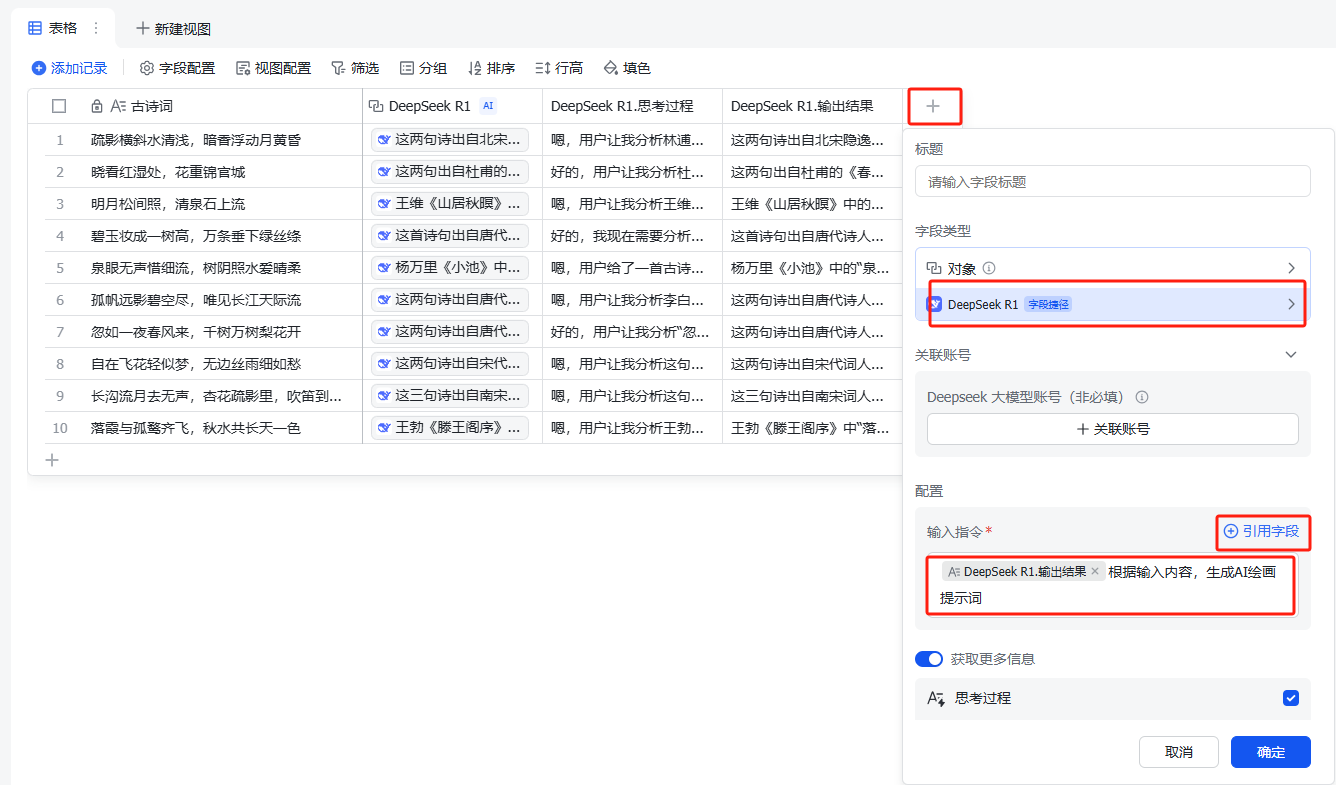 表格
新建视图
添加记录 字段配置 视图配置 筛选 分组 排序 行高 填色
古诗词 DeepSeek R1 AI DeepSeek R1.思考过程 DeepSeek R1.输出结果
1 疏影横斜水清浅，暗香浮动月黄昏 这两句诗出自北宋... 嗯，用户让我分析林逋... 这两句诗出自北宋隐逸...
2 晓看红湿处，花重锦官城 这两句出自杜甫的... 好的，用户让我分析杜... 这两句出自杜甫的《春...
3 明月松间照，清泉石上流 王维《山居秋暝》... 嗯，用户让我分析王维... 王维《山居秋暝》中的...
4 碧玉妆成一树高，万条垂下绿丝绦 这首诗句出自唐代... 好的，我现在需要分析... 这首诗句出自唐代诗人...
5 泉眼无声惜细流，树阴照水爱晴柔 杨万里《小池》中... 嗯，用户给了一首古诗... 杨万里《小池》中的“泉...
6 孤帆远影碧空尽，唯见长江天际流 这两句诗出自唐代... 嗯，用户让我分析李白... 这两句诗出自唐代诗人...
7 忽如一夜春风来，千树万树梨花开 这两句诗出自唐代... 好的，用户让我分析“忽... 这两句诗出自唐代诗人...
8 自在飞花轻似梦，无边丝雨细如愁 这两句诗出自宋代... 嗯，用户让我分析这句... 这两句诗出自宋代词人...
9 长沟流月去无声，杏花疏影里，吹笛到... 这三句诗出自南宋... 嗯，用户让我分析这句... 这三句诗出自南宋词人...
10 落霞与孤鹜齐飞，秋水共长天一色 王勃《滕王阁序》... 嗯，用户让我分析王勃... 王勃《滕王阁序》中“落...
标题
请输入字段标题
字段类型
对象
DeepSeek R1 字段捷径
关联账号
Deepseek 大模型账号（非必填）
关联账号
配置
输入指令* 引用字段
DeepSeek R1.输出结果 × 根据输入内容，生成AI绘画
提示词
获取更多信息
思考过程
取消 确定